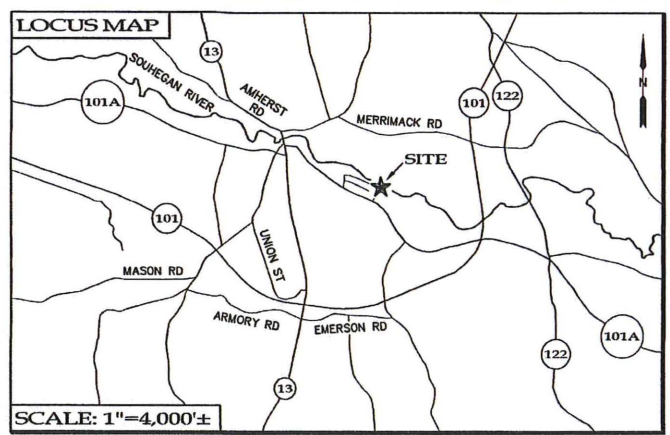 LOCUS MAP
13
SOUHEGAN RIVER
AMHERST
RD
101A
101
122
MERRIMACK RD
N
SITE
101
UNION ST
MASON RD
ARMORY RD
EMERSON RD
101A
122
13
SCALE: 1"=4,000'±